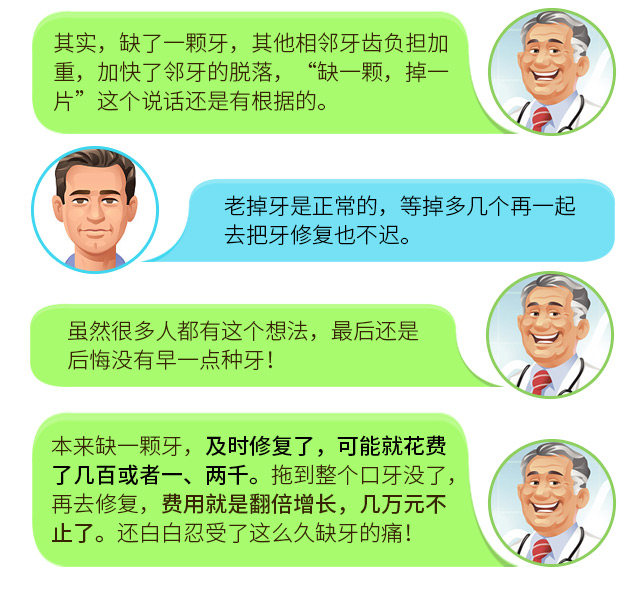 其实，缺了一颗牙，其他相邻牙齿负担加
重，加快了邻牙的脱落，“缺一颗，掉一
片”这个说话还是有根据的。
老掉牙是正常的，等掉多几个再一起
去把牙修复也不迟。
虽然很多人都有这个想法，最后还是
后悔没有早一点种牙！
本来缺一颗牙，及时修复了，可能就花费
了几百或者一、两千。拖到整个口牙没了，
再去修复，费用就是翻倍增长，几万元不
止了。还白白忍受了这么久缺牙的痛！